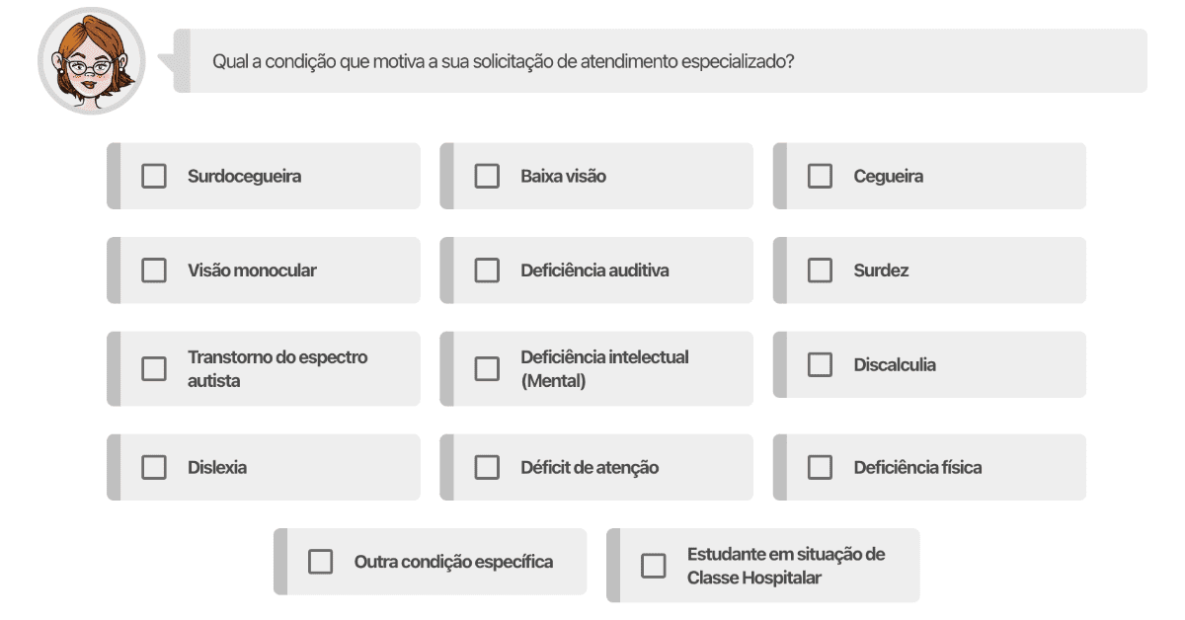 Qual a condição que motiva a sua solicitação de atendimento especializado?
Surdocegueira
Baixa visão
Cegueira
Visão monocular
Deficiência auditiva
Surdez
Transtorno do espectro
autista
Deficiência intelectual
(Mental)
Discalculia
Dislexia
Déficit de atenção
Deficiência física
Outra condição específica
Estudante em situação de
Classe Hospitalar